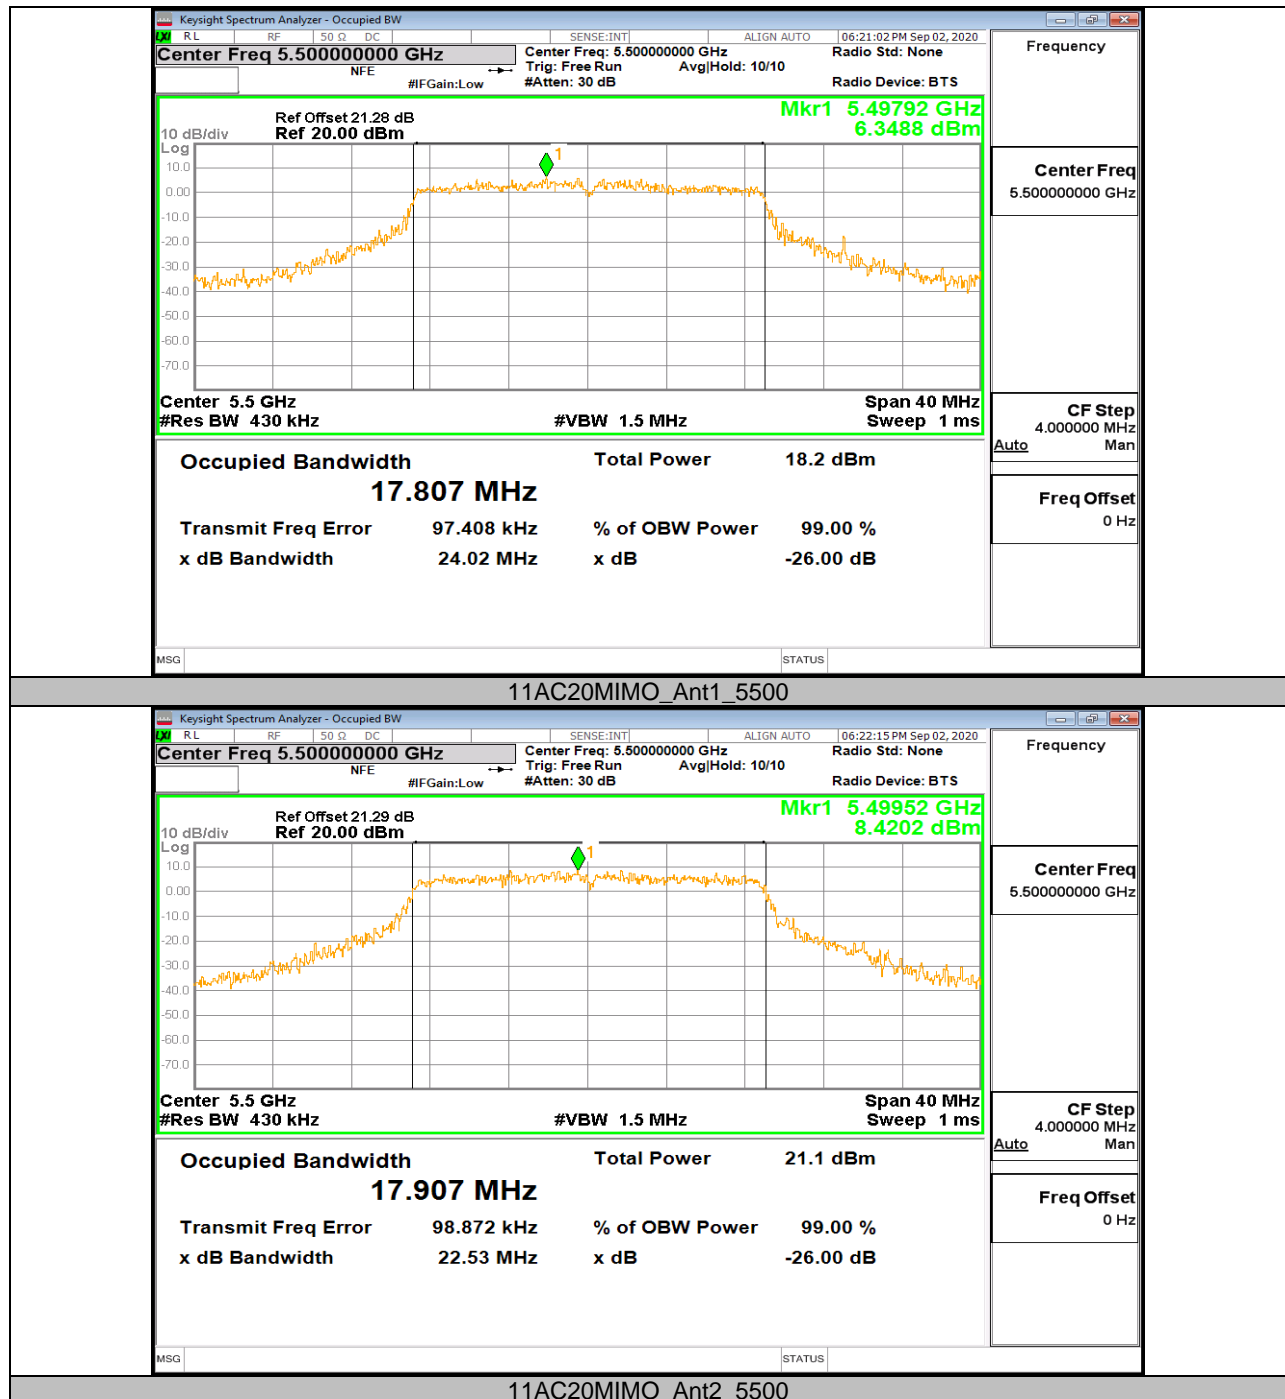 Keysight Spectrum Analyzer - Occupied BW
LXI RL RF 50 Ω DC SENSE:INT ALIGN AUTO 06:21:02 PM Sep 02, 2020
Center Freq 5.500000000 GHz Center Freq: 5.500000000 GHz Radio Std: None
NFE Trig: Free Run Avg|Hold: 10/10
#IFGain:Low #Atten: 30 dB Radio Device: BTS
Mkr1 5.49792 GHz
6.3488 dBm
Ref Offset 21.28 dB
10 dB/div Ref 20.00 dBm
Log
10.0
0.00
-10.0
-20.0
-30.0
-40.0
-50.0
-60.0
-70.0
1
Center 5.5 GHz Span 40 MHz
#Res BW 430 kHz #VBW 1.5 MHz Sweep 1 ms
Occupied Bandwidth Total Power 18.2 dBm
17.807 MHz
Transmit Freq Error 97.408 kHz % of OBW Power 99.00 %
x dB Bandwidth 24.02 MHz x dB -26.00 dB
MSG STATUS
Frequency
Center Freq
5.500000000 GHz
CF Step
4.000000 MHz
Auto Man
Freq Offset
0 Hz
11AC20MIMO_Ant1_5500
Keysight Spectrum Analyzer - Occupied BW
LXI RL RF 50 Ω DC SENSE:INT ALIGN AUTO 06:22:15 PM Sep 02, 2020
Center Freq 5.500000000 GHz Center Freq: 5.500000000 GHz Radio Std: None
NFE Trig: Free Run Avg|Hold: 10/10
#IFGain:Low #Atten: 30 dB Radio Device: BTS
Mkr1 5.49952 GHz
8.4202 dBm
Ref Offset 21.29 dB
10 dB/div Ref 20.00 dBm
Log
10.0
0.00
-10.0
-20.0
-30.0
-40.0
-50.0
-60.0
-70.0
1
Center 5.5 GHz Span 40 MHz
#Res BW 430 kHz #VBW 1.5 MHz Sweep 1 ms
Occupied Bandwidth Total Power 21.1 dBm
17.907 MHz
Transmit Freq Error 98.872 kHz % of OBW Power 99.00 %
x dB Bandwidth 22.53 MHz x dB -26.00 dB
MSG STATUS
Frequency
Center Freq
5.500000000 GHz
CF Step
4.000000 MHz
Auto Man
Freq Offset
0 Hz
11AC20MIMO_Ant2_5500